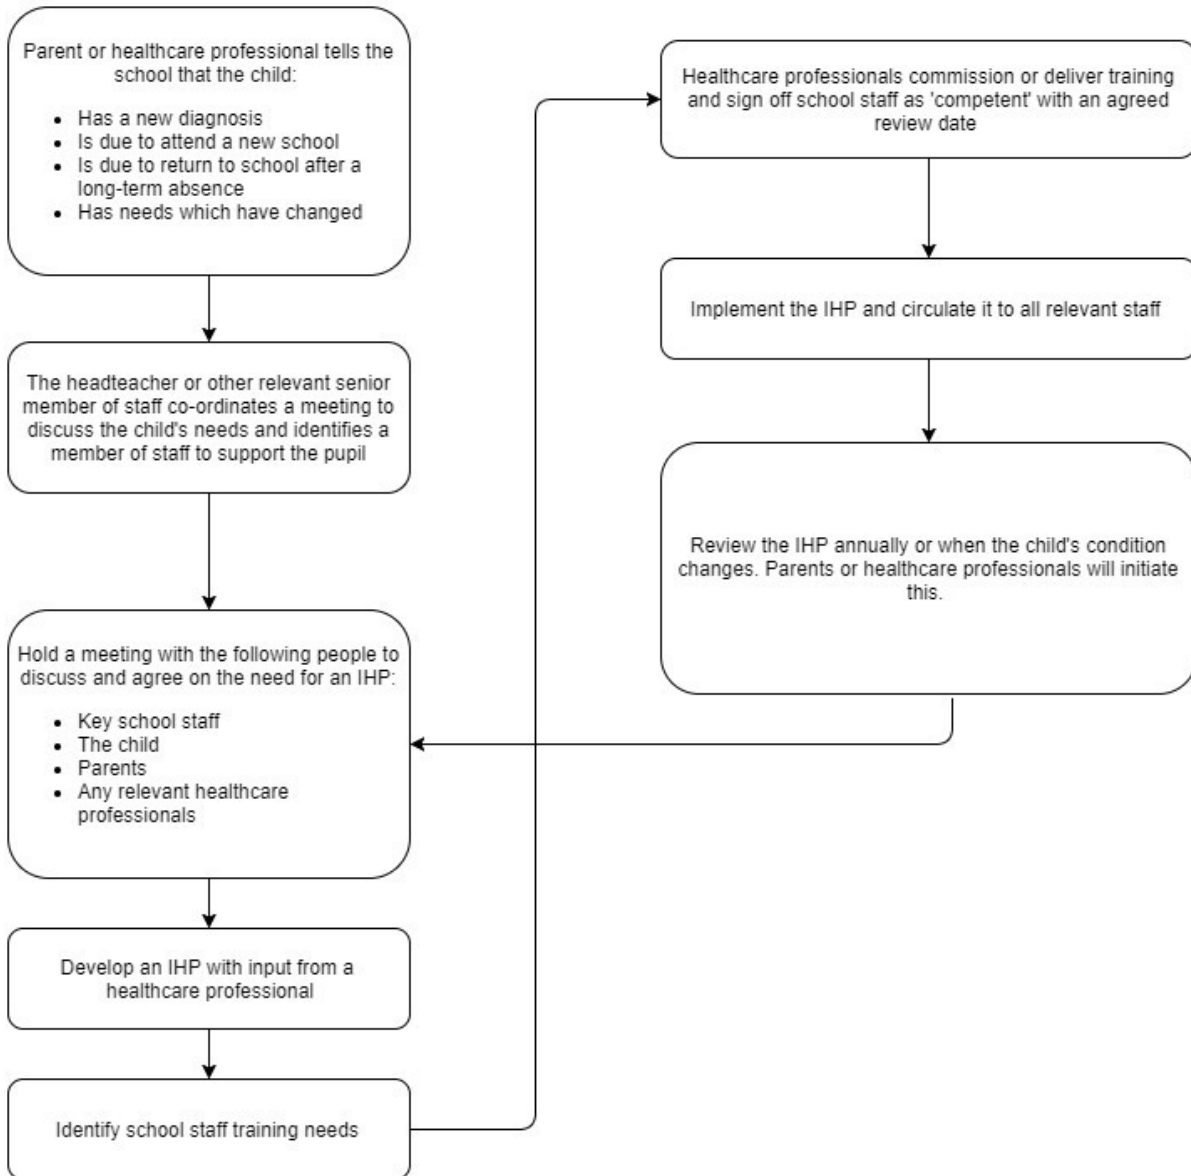 Parent or healthcare professional tells the
school that the child:
• Has a new diagnosis
• Is due to attend a new school
• Is due to return to school after a
long-term absence
• Has needs which have changed
The headteacher or other relevant senior
member of staff co-ordinates a meeting to
discuss the child's needs and identifies a
member of staff to support the pupil
Hold a meeting with the following people to
discuss and agree on the need for an IHP:
• Key school staff
• The child
• Parents
• Any relevant healthcare
professionals
Develop an IHP with input from a
healthcare professional
Identify school staff training needs
Healthcare professionals commission or deliver training
and sign off school staff as 'competent' with an agreed
review date
Implement the IHP and circulate it to all relevant staff
Review the IHP annually or when the child's condition
changes. Parents or healthcare professionals will initiate
this.